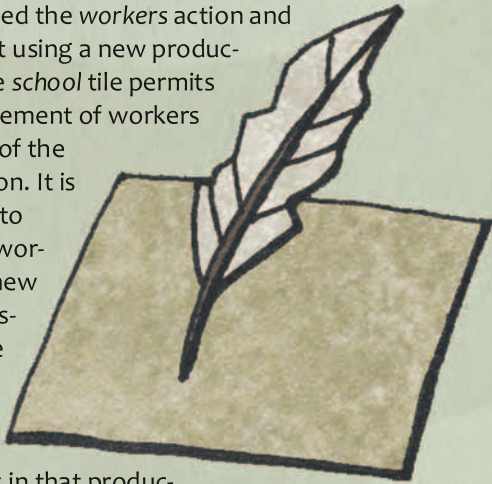 ed the workers action and
t using a new produc-
e school tile permits
ement of workers
of the
on. It is
to
wor-
new
s-
e
in that produc-